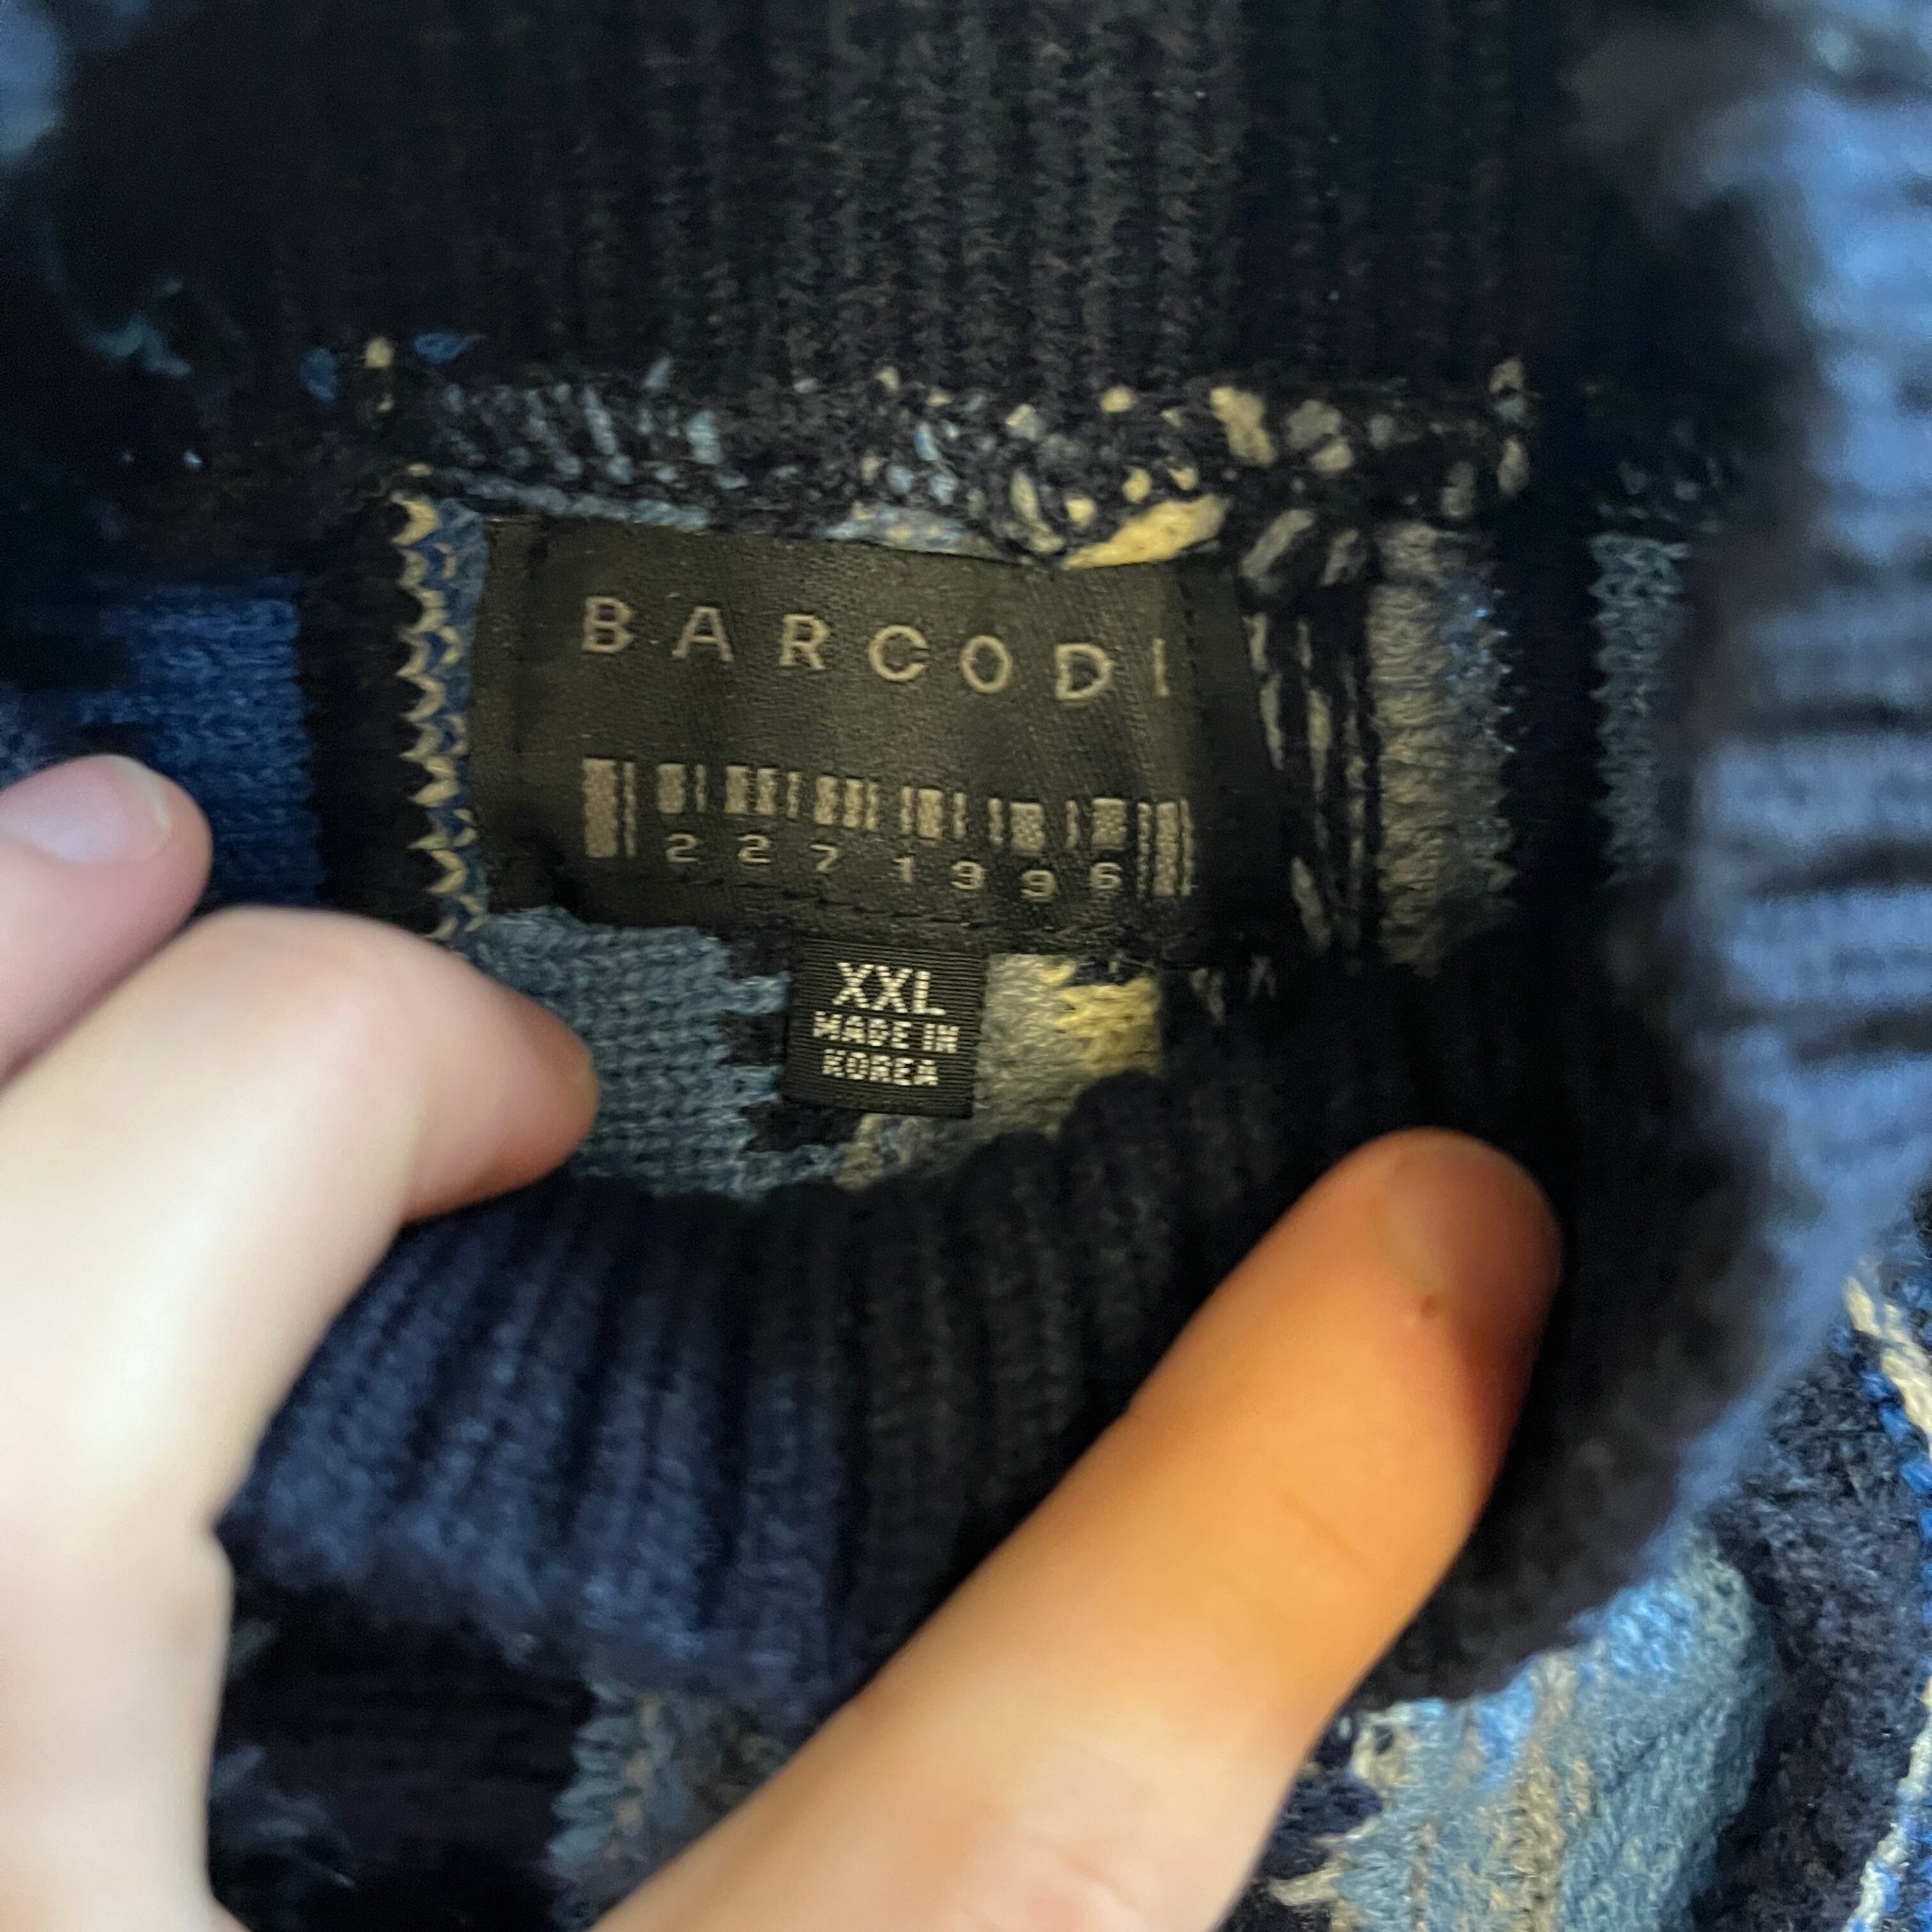 BARCODI
2271996
XXL
MADE IN
KOREA